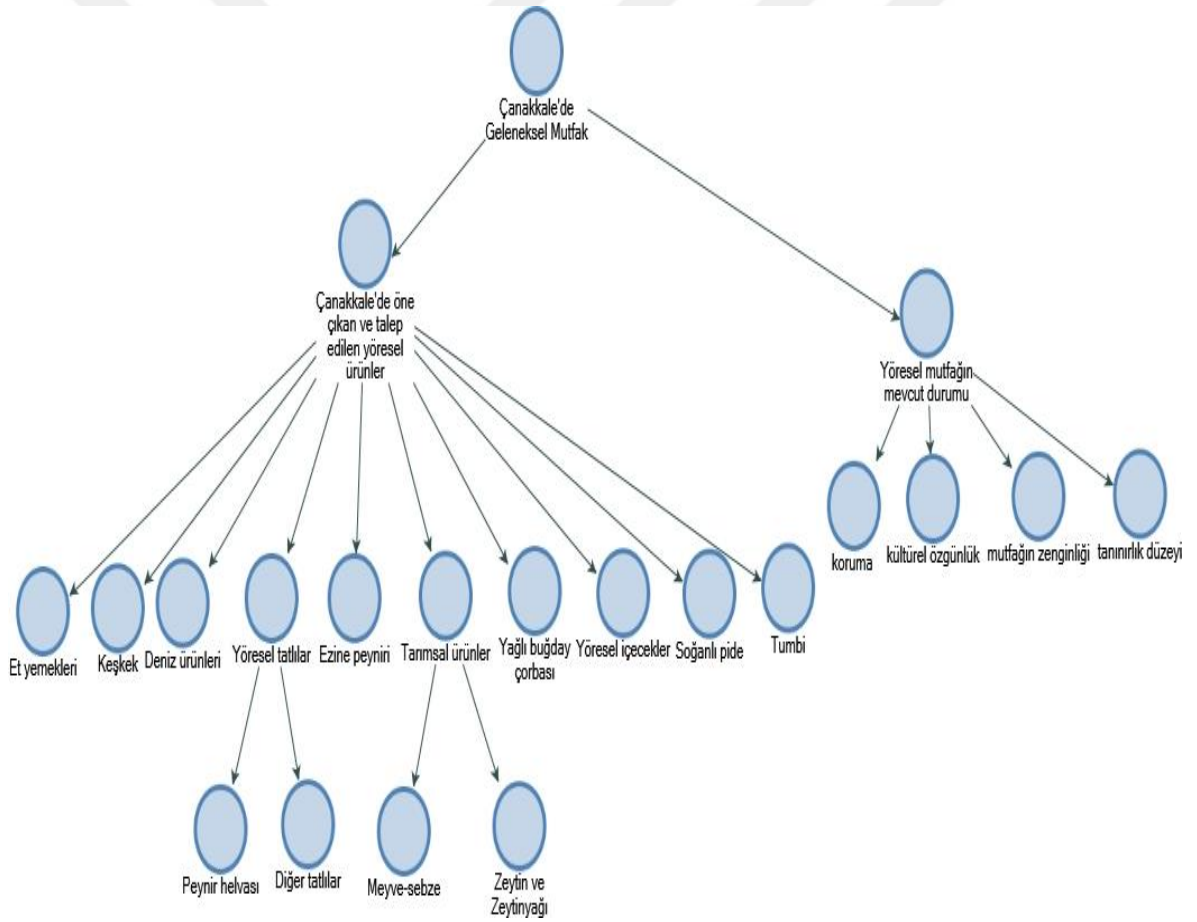 Çanakkale'de
Geleneksel Mutfak
Çanakkale'de öne
çıkan ve talep
edilen yöresel
ürünler
Yöresel mutfağın
mevcut durumu
koruma
kültürel özgünlük
mutfağın zenginliği
tanınırlık düzeyi
Et yemekleri
Keşkek
Deniz ürünleri
Yöresel tatlılar
Ezine peyniri
Tarımsal ürünler
Yağlı buğday
çorbası
Yöresel içecekler
Soğanlı pide
Tumbi
Peynir helvası
Diğer tatlılar
Meyve-sebze
Zeytin ve
Zeytinyağı